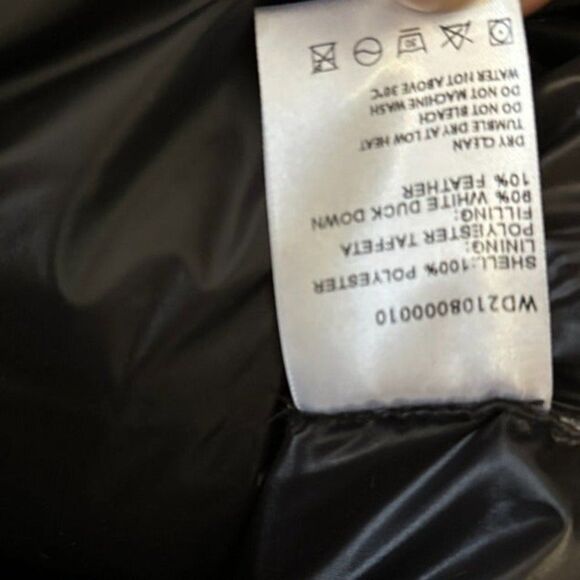 WD2108000010
SHELL:100% POLYESTER
LINING:
POLYESTER TAFFETA
FILLING:
90% WHITE DUCK DOWN
10% FEATHER
DRY CLEAN
TUMBLE DRY AT LOW HEAT
DO NOT BLEACH
DO NOT MACHINE WASH
WATER NOT ABOVE 30°C